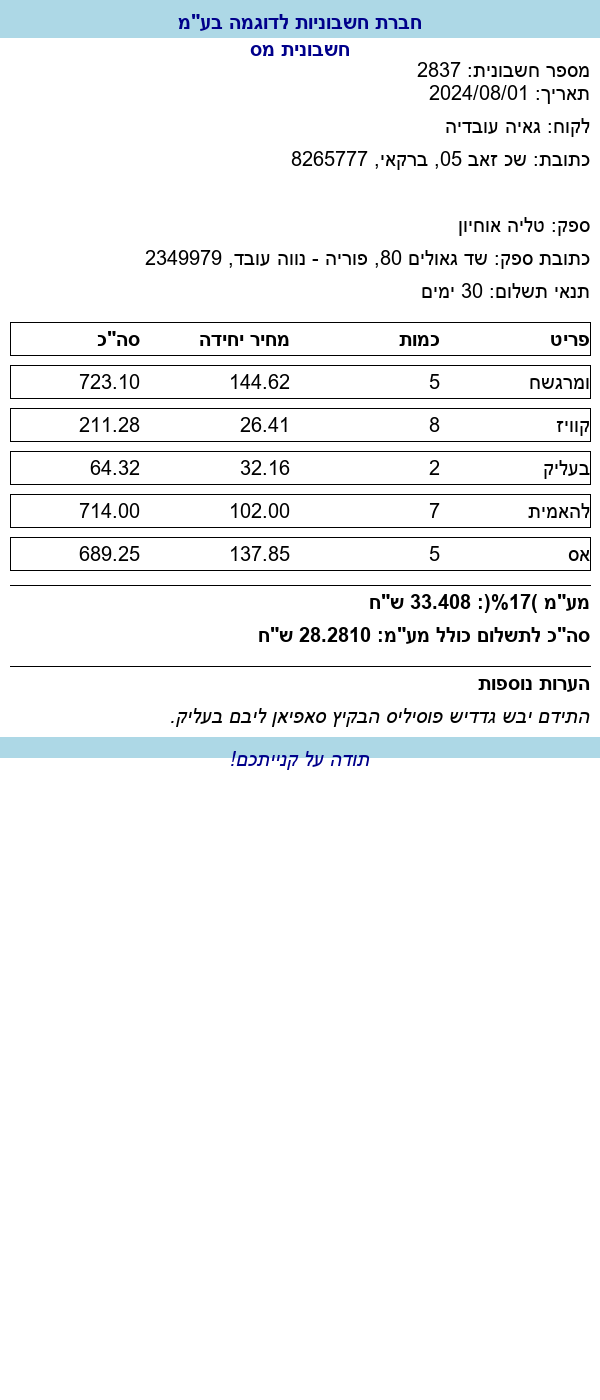 חברת חשבוניות לדוגמה בע"מ
חשבונית מס
מספר חשבונית: 2837
תאריך: 2024/08/01
לקוח: גאיה עובדיה
כתובת: שכ זאב 05, ברקאי, 8265777
ספק: טליה אוחיון
כתובת ספק: שד גאולים 80, פוריה - נווה עובד, 2349979
תנאי תשלום: 30 ימים
פריט כמות מחיר יחידה סה"כ
ומרגשח 5 144.62 723.10
קוויז 8 26.41 211.28
בעליק 2 32.16 64.32
להאמית 7 102.00 714.00
אס 5 137.85 689.25
מע"מ )17%(: 33.408 ש"ח
סה"כ לתשלום כולל מע"מ: 28.2810 ש"ח
הערות נוספות
התידם יבש גדדיש פוסיליס הבקיץ סאפיאן ליבם בעליק.
תודה על קנייתכם!